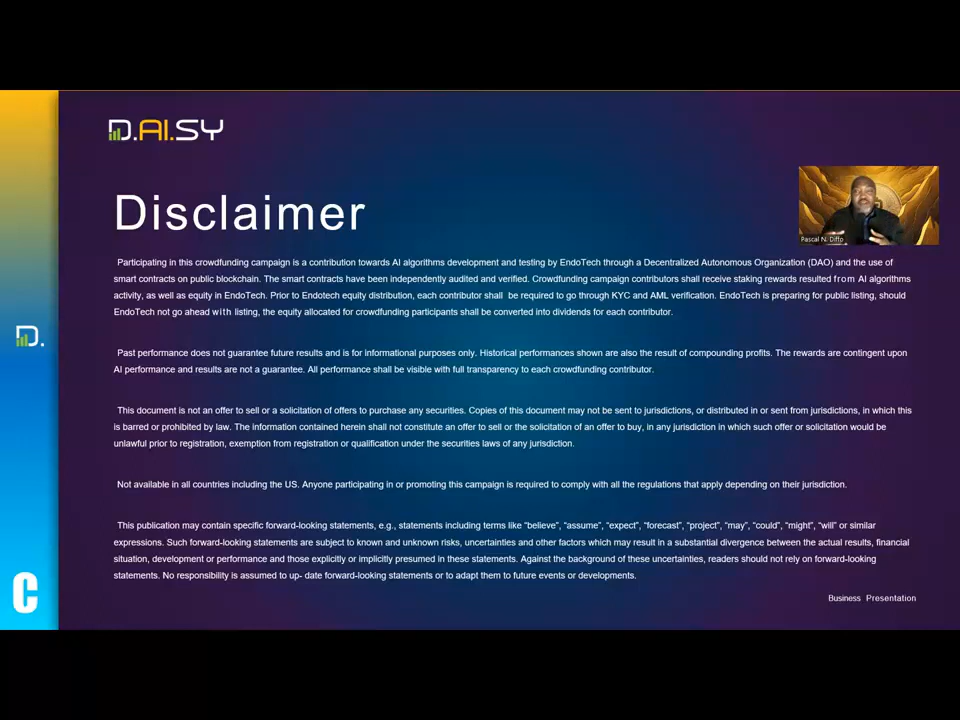 D.AI.SY
Disclaimer
Pascal N. Diffo
Participating in this crowdfunding campaign is a contribution towards AI algorithms development and testing by EndoTech through a Decentralized Autonomous Organization (DAO) and the use of
smart contracts on public blockchain. The smart contracts have been independently audited and verified. Crowdfunding campaign contributors shall receive staking rewards resulted from AI algorithms
activity, as well as equity in EndoTech. Prior to Endotech equity distribution, each contributor shall be required to go through KYC and AML verification. EndoTech is preparing for public listing, should
EndoTech not go ahead with listing, the equity allocated for crowdfunding participants shall be converted into dividends for each contributor.
Past performance does not guarantee future results and is for informational purposes only. Historical performances shown are also the result of compounding profits. The rewards are contingent upon
AI performance and results are not a guarantee. All performance shall be visible with full transparency to each crowdfunding contributor.
This document is not an offer to sell or a solicitation of offers to purchase any securities. Copies of this document may not be sent to jurisdictions, or distributed in or sent from jurisdictions, in which this
is barred or prohibited by law. The information contained herein shall not constitute an offer to sell or the solicitation of an offer to buy, in any jurisdiction in which such offer or solicitation would be
unlawful prior to registration, exemption from registration or qualification under the securities laws of any jurisdiction.
Not available in all countries including the US. Anyone participating in or promoting this campaign is required to comply with all the regulations that apply depending on their jurisdiction.
This publication may contain specific forward-looking statements, e.g., statements including terms like “believe”, “assume”, “expect”, “forecast”, “project”, “may”, “could”, “might”, “will” or similar
expressions. Such forward-looking statements are subject to known and unknown risks, uncertainties and other factors which may result in a substantial divergence between the actual results, financial
situation, development or performance and those explicitly or implicitly presumed in these statements. Against the background of these uncertainties, readers should not rely on forward-looking
statements. No responsibility is assumed to up- date forward-looking statements or to adapt them to future events or developments.
Business Presentation
D.
C